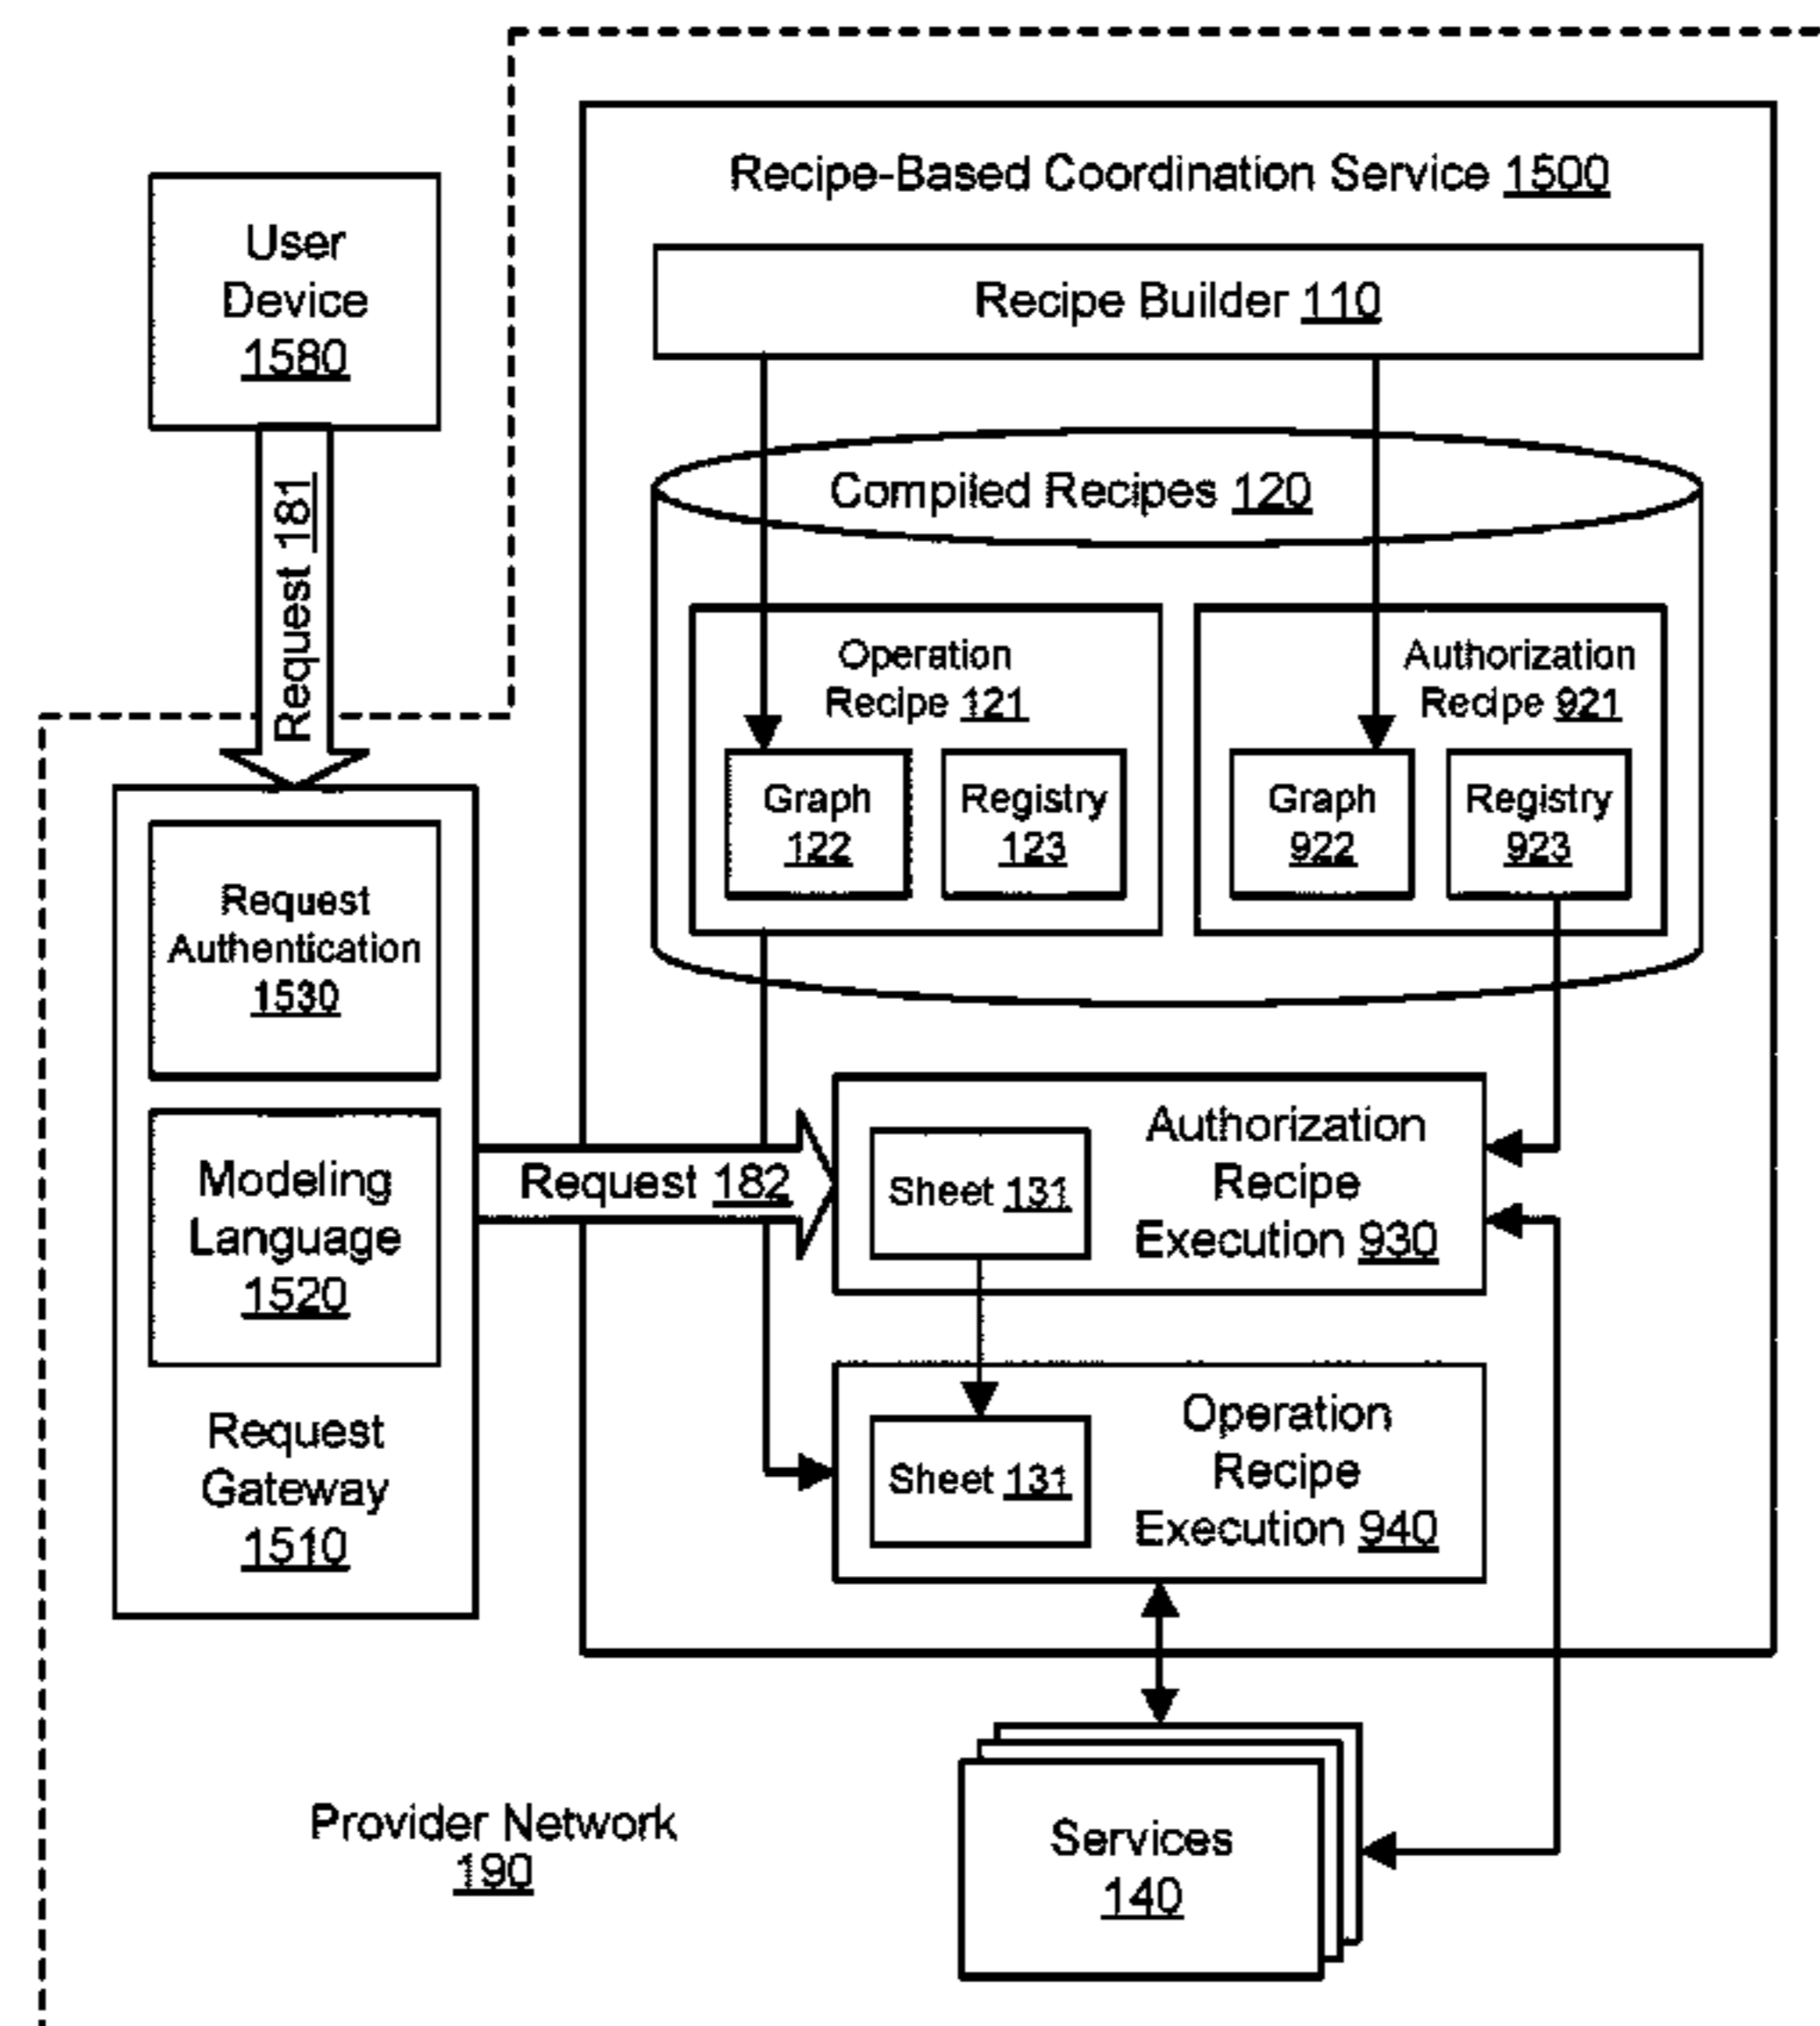 Recipe-Based Coordination Service 1500
User
Device
1580
Recipe Builder 110
Request 181
Compiled Recipes 120
Operation
Recipe 121
Graph
122
Registry
123
Authorization
Recipe 921
Graph
922
Registry
923
Request
Authentication
1530
Modeling
Language
1520
Request
Gateway
1510
Request 182
Sheet 131
Authorization
Recipe
Execution 930
Sheet 131
Operation
Recipe
Execution 940
Provider Network
190
Services
140